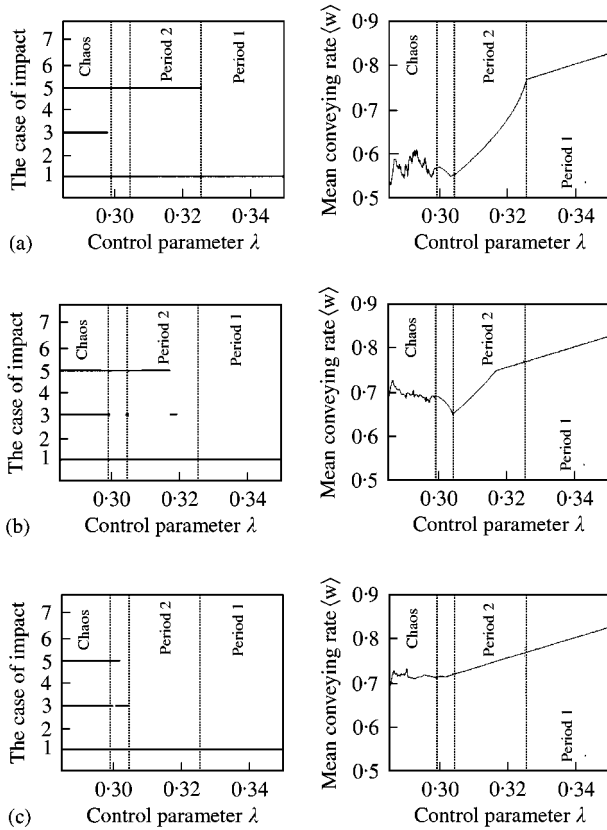 The case of impact
7
6
5
4
3
2
1
Chaos
Period 2
Period 1
0·30
0·32
0·34
(a)
Control parameter λ
Mean conveying rate ⟨w⟩
0·9
0·8
0·7
0·6
0·5
Chaos
Period 2
Period 1
0·30
0·32
0·34
Control parameter λ
The case of impact
7
6
5
4
3
2
1
Chaos
Period 2
Period 1
0·30
0·32
0·34
(b)
Control parameter λ
Mean conveying rate ⟨w⟩
0·9
0·8
0·7
0·6
0·5
Chaos
Period 2
Period 1
0·30
0·32
0·34
Control parameter λ
The case of impact
7
6
5
4
3
2
1
Chaos
Period 2
Period 1
0·30
0·32
0·34
(c)
Control parameter λ
Mean conveying rate ⟨w⟩
0·9
0·8
0·7
0·6
0·5
Chaos
Period 2
Period 1
0·30
0·32
0·34
Control parameter λ